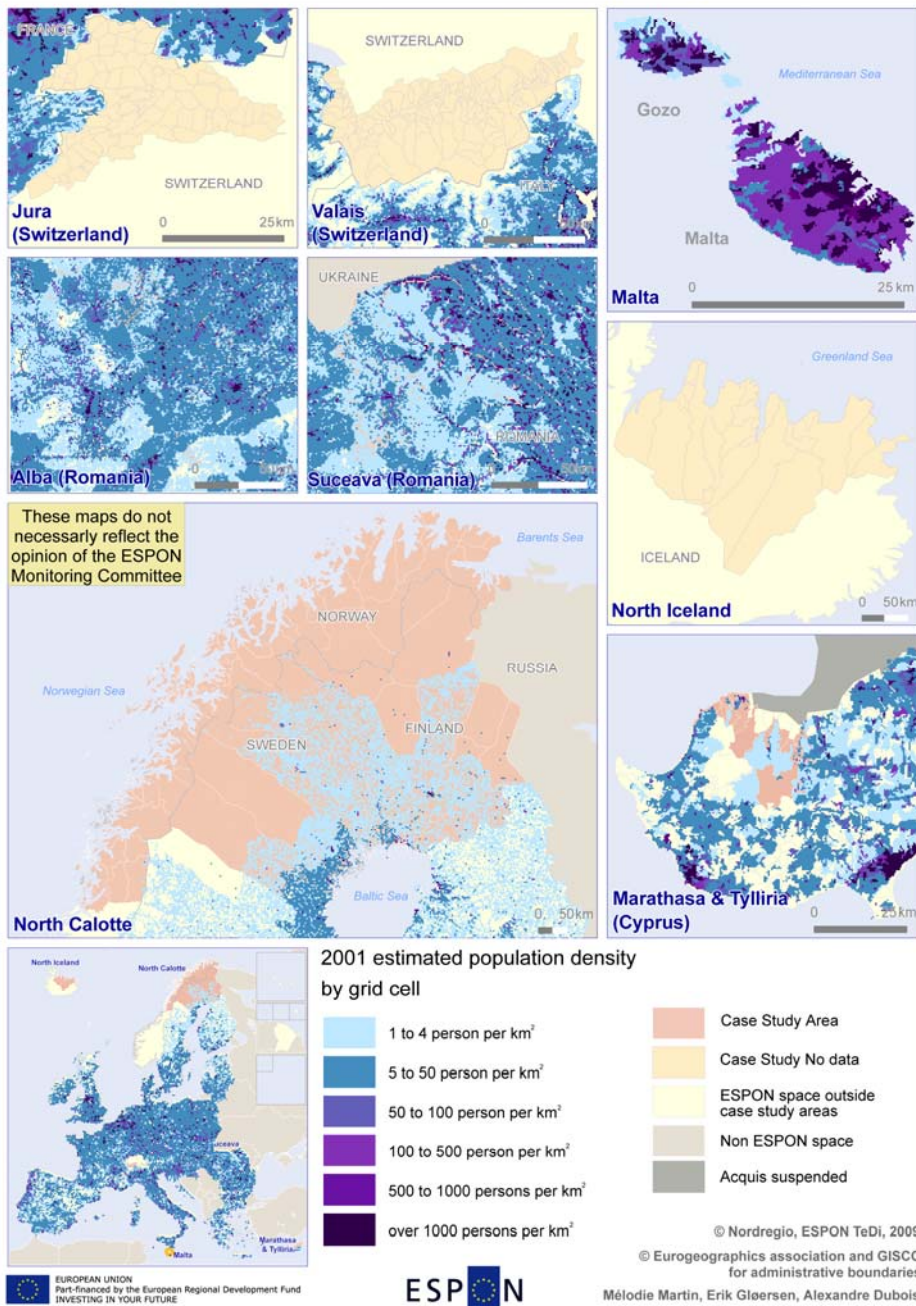 FRANCE
SWITZERLAND
Jura
(Switzerland)
0 25km
SWITZERLAND
ITALY
Valais
(Switzerland)
0 50km
Mediterranean Sea
Gozo
Malta
0 25 km
Malta
Alba (Romania)
0 50km
UKRAINE
ROMANIA
Suceava (Romania)
0 50km
Greenland Sea
ICELAND
0 50km
North Iceland
These maps do not
necessarly reflect the
opinion of the ESPON
Monitoring Committee
Barents Sea
NORWAY
RUSSIA
Norwegian Sea
FINLAND
SWEDEN
Baltic Sea
North Calotte
0 50km
Marathasa & Tylliria
(Cyprus)
0 25km
North Iceland
North Calotte
uceava
Malta
Marathasa
& Tylliria
2001 estimated population density
by grid cell
1 to 4 person per km²
5 to 50 person per km²
50 to 100 person per km²
100 to 500 person per km²
500 to 1000 persons per km²
over 1000 persons per km²
Case Study Area
Case Study No data
ESPON space outside
case study areas
Non ESPON space
Acquis suspended
© Nordregio, ESPON TeDi, 2009
© Eurogeographics association and GISCO
for administrative boundaries
Mélodie Martin, Erik Gløersen, Alexandre Dubois
EUROPEAN UNION
Part-financed by the European Regional Development Fund
INVESTING IN YOUR FUTURE
ESPON